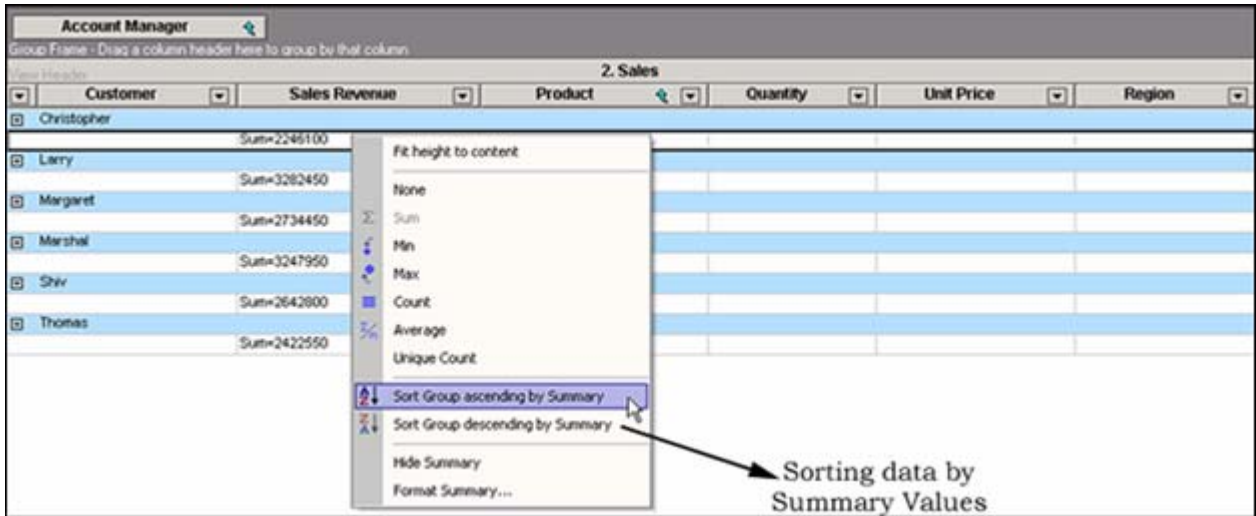 Account Manager
Group Frame - Drag a column header here to group by that column
View Header
2. Sales
Customer Sales Revenue Product Quantity Unit Price Region
Christopher
Sum=2246100
Larry
Sum=3282450
Margaret
Sum=2734450
Marshal
Sum=3247950
Shiv
Sum=2642800
Thomas
Sum=2422550
Fit height to content
None
Σ Sum
Min
Max
Count
Average
Unique Count
Sort Group ascending by Summary
Sort Group descending by Summary
Hide Summary
Format Summary...
Sorting data by
Summary Values